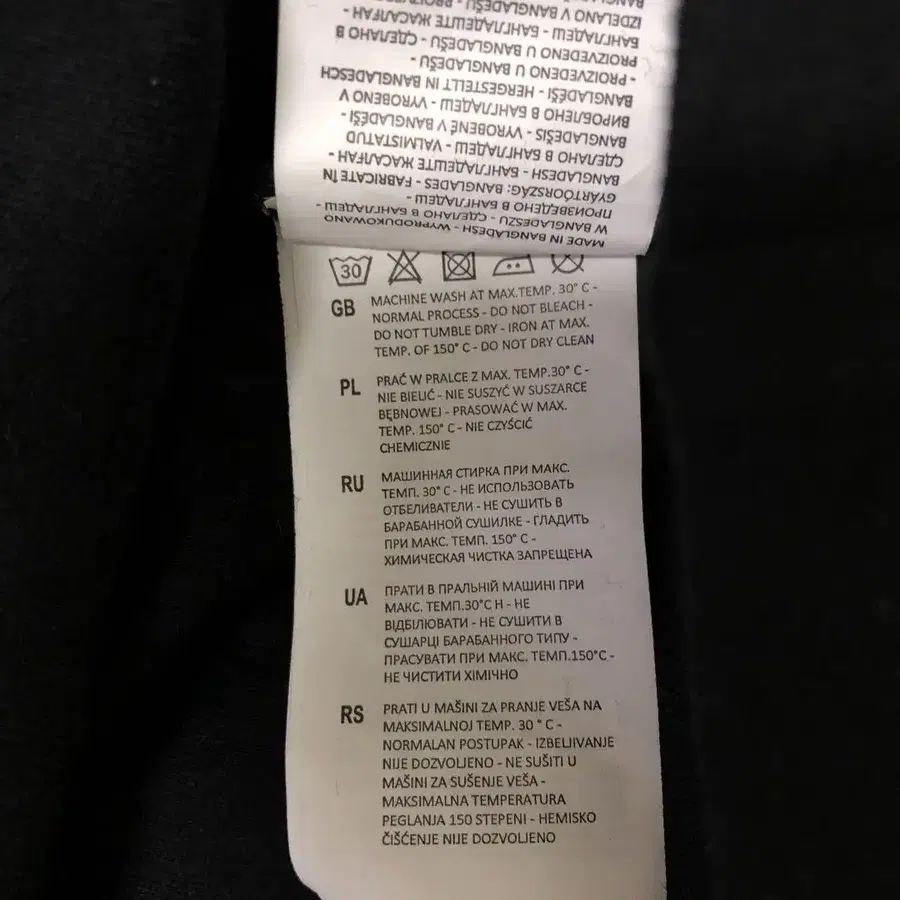 MADE IN BANGLADESH - WYPRODUKOWANO
W BANGLADESZU - СДЕЛАНО В БАНГЛАДЕШ -
ПРОИЗВЕДЕНО В БАНГЛАДЕШ -
GYÁRTÓORSZÁG: BANGLADES - FABRICATE ÎN
BANGLADESH - БАНГЛАДЕШТЕ ЖАСАЛҒАН -
СДЕЛАНО В БАНГЛАДЕШ - VALMISTATUD
BANGLADESIS - VYROBENÉ V BANGLADÉŠI -
ВИРОБЛЕНО В БАНГЛАДЕШ - VYROBENO V
BANGLADÉŠI - HERGESTELLT IN BANGLADESCH
- PROIZVEDENO U BANGLADEŠU -
PROIZVEDENO U BANGLADEŠU - СДЕЛАНО В
БАНГЛАДЕШ - БАНГЛАДЕШТЕ ЖАСАЛҒАН -
IZDELANO V BANGLADEŠU -
30
GB MACHINE WASH AT MAX.TEMP. 30° C -
NORMAL PROCESS - DO NOT BLEACH -
DO NOT TUMBLE DRY - IRON AT MAX.
TEMP. OF 150° C - DO NOT DRY CLEAN
PL PRAĆ W PRALCE Z MAX. TEMP.30° C -
NIE BIELIĆ - NIE SUSZYĆ W SUSZARCE
BĘBNOWEJ - PRASOWAĆ W MAX.
TEMP. 150° C - NIE CZYŚCIĆ
CHEMICZNIE
RU МАШИННАЯ СТИРКА ПРИ МАКС.
ТЕМП. 30° С - НЕ ИСПОЛЬЗОВАТЬ
ОТБЕЛИВАТЕЛИ - НЕ СУШИТЬ В
БАРАБАННОЙ СУШИЛКЕ - ГЛАДИТЬ
ПРИ МАКС. ТЕМП. 150° С -
ХИМИЧЕСКАЯ ЧИСТКА ЗАПРЕЩЕНА
UA ПРАТИ В ПРАЛЬНІЙ МАШИНІ ПРИ
МАКС. ТЕМП.30°С Н - НЕ
ВІДБІЛЮВАТИ - НЕ СУШИТИ В
СУШАРЦІ БАРАБАННОГО ТИПУ -
ПРАСУВАТИ ПРИ МАКС. ТЕМП.150°С -
НЕ ЧИСТИТИ ХІМІЧНО
RS PRATI U MAŠINI ZA PRANJE VEŠA NA
MAKSIMALNOJ TEMP. 30 ° C -
NORMALAN POSTUPAK - IZBELJIVANJE
NIJE DOZVOLJENO - NE SUŠITI U
MAŠINI ZA SUŠENJE VEŠA -
MAKSIMALNA TEMPERATURA
PEGLANJA 150 STEPENI - HEMISKO
ČIŠĆENJE NIJE DOZVOLJENO